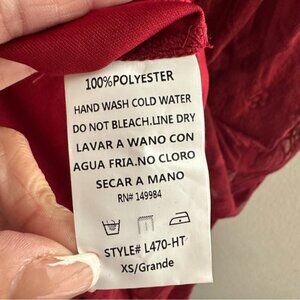 100%POLYESTER
HAND WASH COLD WATER
DO NOT BLEACH.LINE DRY
LAVAR A WANO CON
AGUA FRIA.NO CLORO
SECAR A MANO
RN# 149984
STYLE# L470-HT
XS/Grande